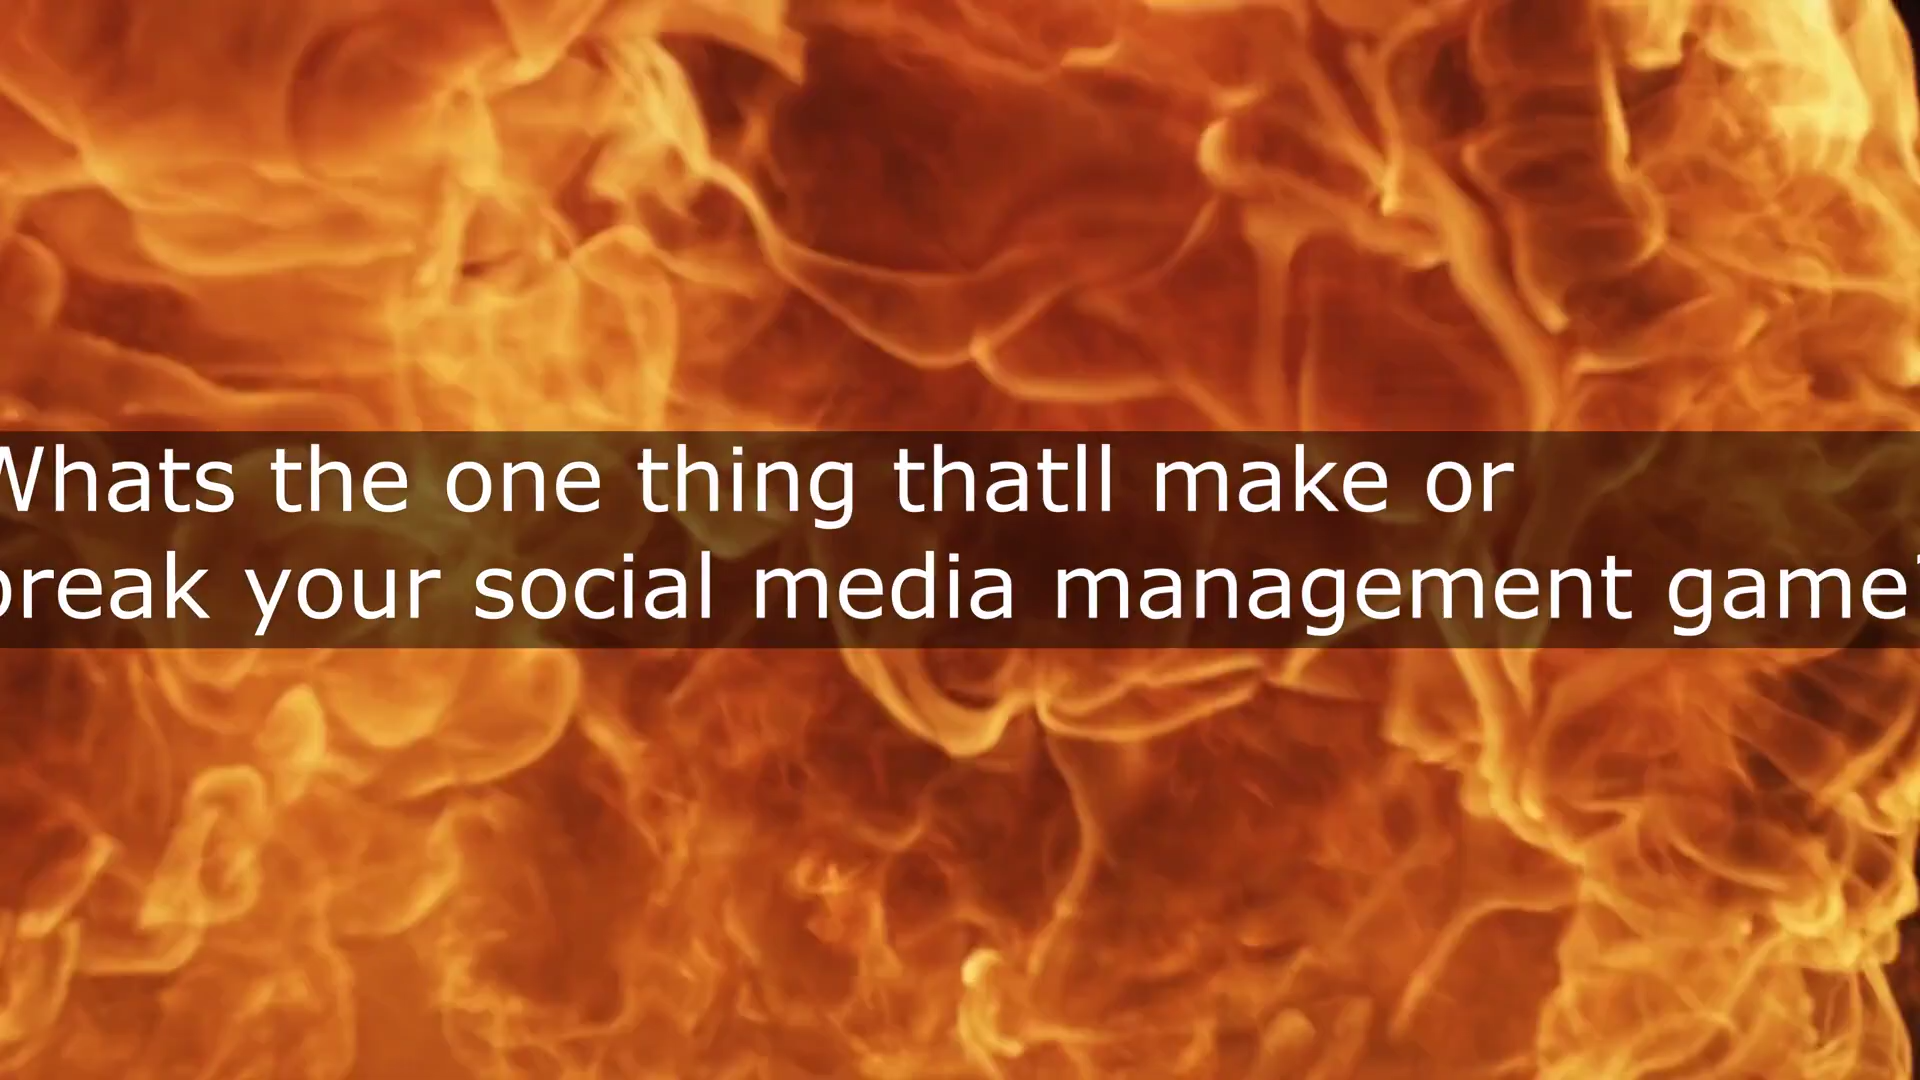 Whats the one thing thatll make or
break your social media management game?